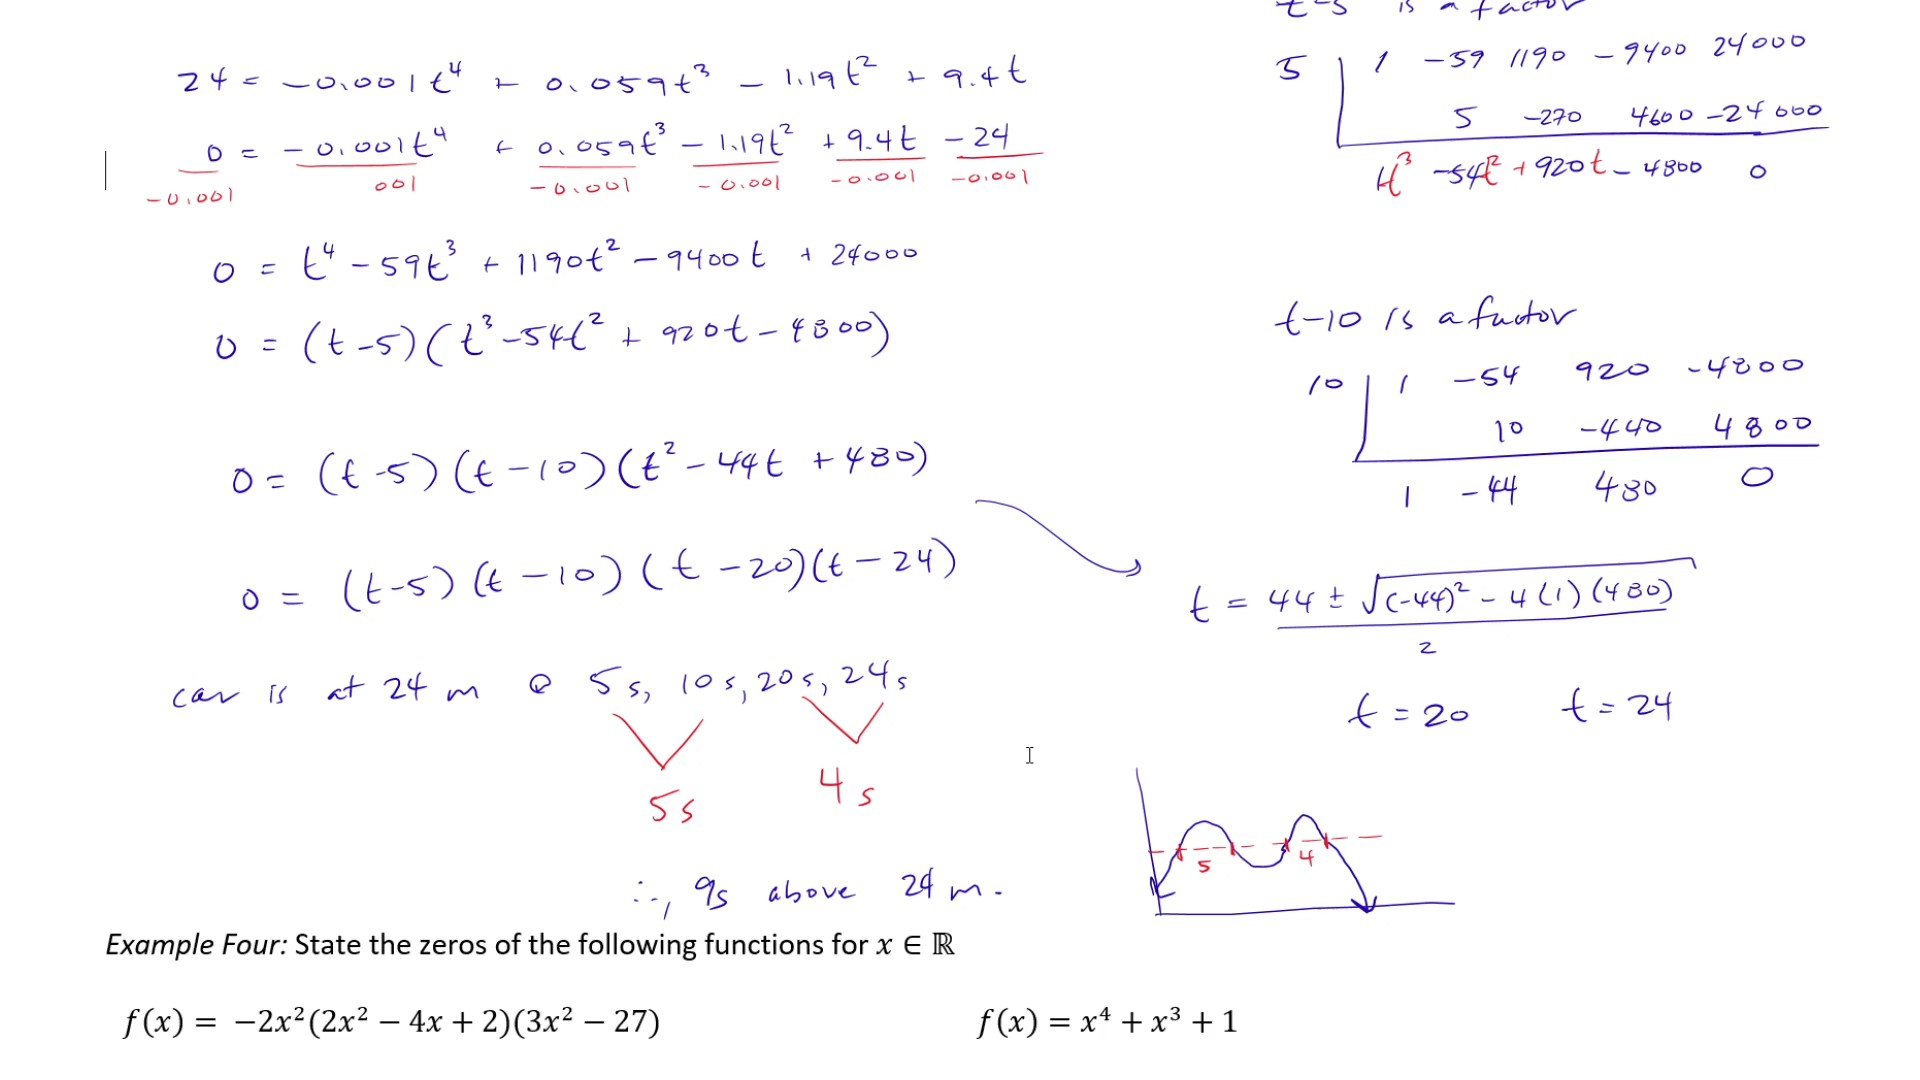 24 = -0.001t⁴ + 0.059t³ - 1.19t² + 9.4t
0 = -0.001t⁴ + 0.059t³ - 1.19t² + 9.4t - 24
-0.001 001 -0.001 -0.001 -0.001 -0.001
0 = t⁴ - 59t³ + 1190t² - 9400t + 24000
0 = (t-5)(t³ - 54t² + 920t - 4800)
0 = (t-5)(t-10)(t² - 44t + 480)
0 = (t-5)(t-10)(t-20)(t-24)
car is at 24 m @ 5s, 10s, 20s, 24s
5s 4s
∴, 9s above 24 m.
t-5 is a factor
5 | 1 -59 1190 -9400 24000
5 -270 4600 -24000
1t³ -54t² + 920t - 4800 0
t-10 is a factor
10 | 1 -54 920 -4800
10 -440 4800
1 -44 480 0
t = 44 ± √(-44)² - 4(1)(480)
2
t = 20 t = 24
5 4
Example Four: State the zeros of the following functions for x ∈ ℝ
f(x) = -2x²(2x² - 4x + 2)(3x² - 27) f(x) = x⁴ + x³ + 1